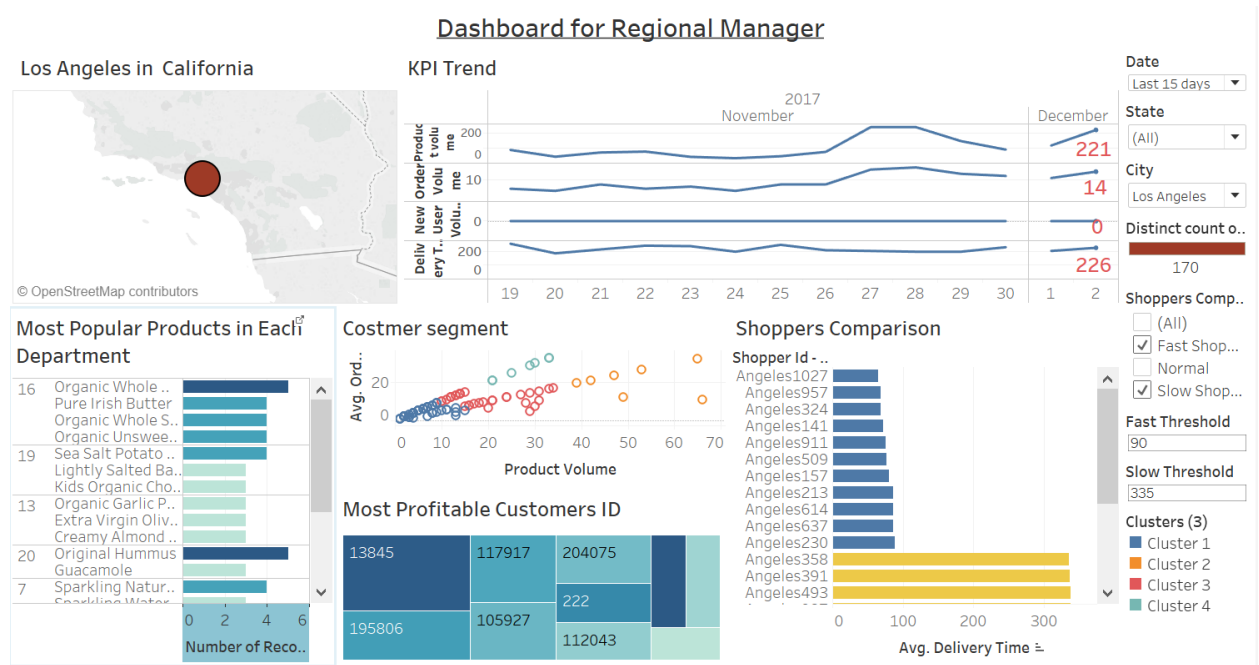 Dashboard for Regional Manager
Los Angeles in California
© OpenStreetMap contributors
KPI Trend
2017
November
December
Produc
t volu
me
200
0
221
Order
Volu
me
10
14
New
User
Volu..
0
0
Deliv
ery T..
200
0
226
19 20 21 22 23 24 25 26 27 28 29 30 1 2
Date
Last 15 days
State
(All)
City
Los Angeles
Distinct count o..
170
Shoppers Comp..
(All)
Fast Shop...
Normal
Slow Shop...
Fast Threshold
90
Slow Threshold
335
Clusters (3)
Cluster 1
Cluster 2
Cluster 3
Cluster 4
Most Popular Products in Each
Department
16 Organic Whole ..
Pure Irish Butter
Organic Whole S..
Organic Unswee..
19 Sea Salt Potato ..
Lightly Salted Ba..
Kids Organic Cho..
13 Organic Garlic P..
Extra Virgin Oliv..
Creamy Almond ..
20 Original Hummus
Guacamole
7 Sparkling Natur..
Sparkling Water
0 2 4 6
Number of Reco..
Costmer segment
Avg. Ord..
20
0
0 10 20 30 40 50 60 70
Product Volume
Most Profitable Customers ID
13845
195806
117917
105927
204075
222
112043
Shoppers Comparison
Shopper Id - ..
Angeles1027
Angeles957
Angeles324
Angeles141
Angeles911
Angeles509
Angeles157
Angeles213
Angeles614
Angeles637
Angeles230
Angeles358
Angeles391
Angeles493
0 100 200 300
Avg. Delivery Time